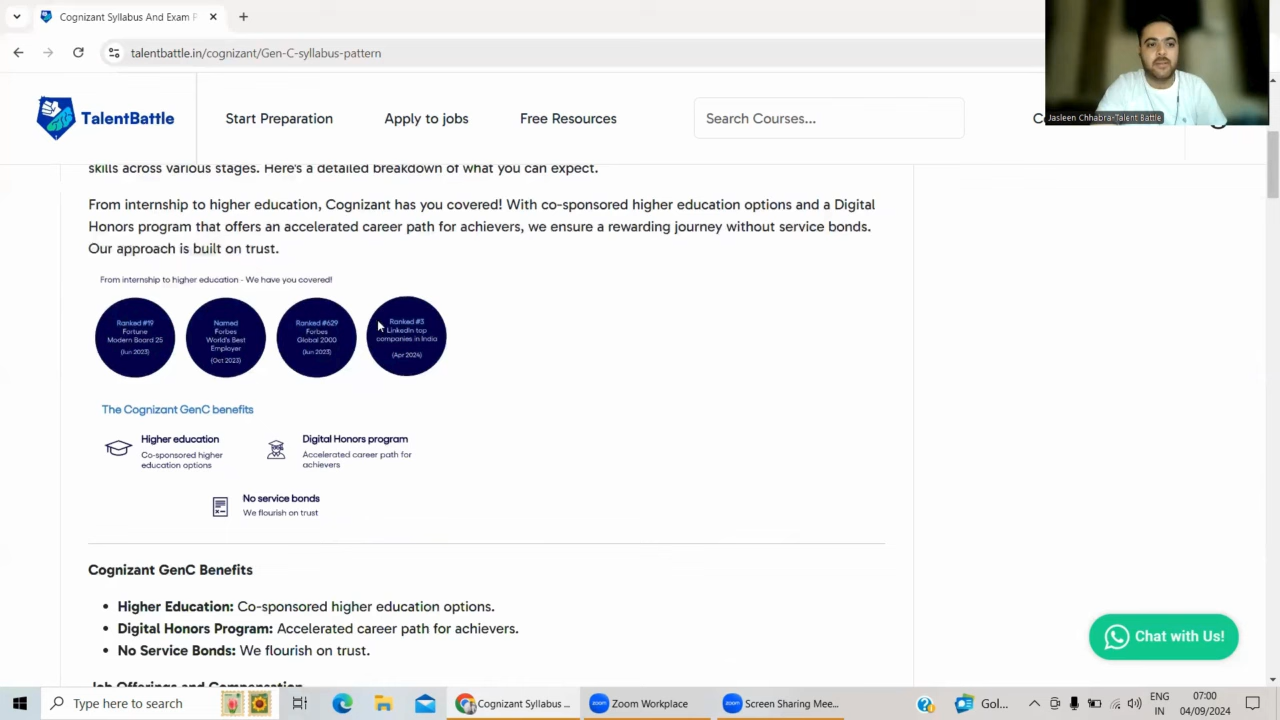 Cognizant Syllabus And Exam P
talentbattle.in/cognizant/Gen-C-syllabus-pattern
TalentBattle
Start Preparation
Apply to jobs
Free Resources
Search Courses...
Jasleen Chhabra-Talent Battle
skills across various stages. Here's a detailed breakdown of what you can expect.
From internship to higher education, Cognizant has you covered! With co-sponsored higher education options and a Digital
Honors program that offers an accelerated career path for achievers, we ensure a rewarding journey without service bonds.
Our approach is built on trust.
From internship to higher education - We have you covered!
Ranked #19
Fortune
Modern Board 25
(Jun 2023)
Named
Forbes
World's Best
Employer
(Oct 2023)
Ranked #629
Forbes
Global 2000
(Jun 2023)
Ranked #3
LinkedIn top
companies in India
(Apr 2024)
The Cognizant GenC benefits
Higher education
Co-sponsored higher
education options
Digital Honors program
Accelerated career path for
achievers
No service bonds
We flourish on trust
Cognizant GenC Benefits
Higher Education: Co-sponsored higher education options.
Digital Honors Program: Accelerated career path for achievers.
No Service Bonds: We flourish on trust.
Job Offerings and Compensation
Chat with Us!
Type here to search
Cognizant Syllabus ...
Zoom Workplace
Screen Sharing Mee...
Gol...
ENG
IN
07:00
04/09/2024